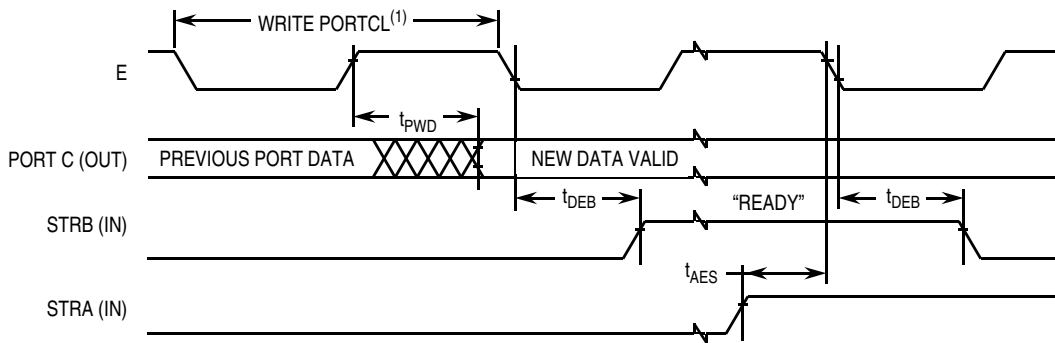 WRITE PORTCL(1)
E
tPWD
PORT C (OUT)
PREVIOUS PORT DATA
NEW DATA VALID
tDEB
"READY"
tDEB
STRB (IN)
tAES
STRA (IN)